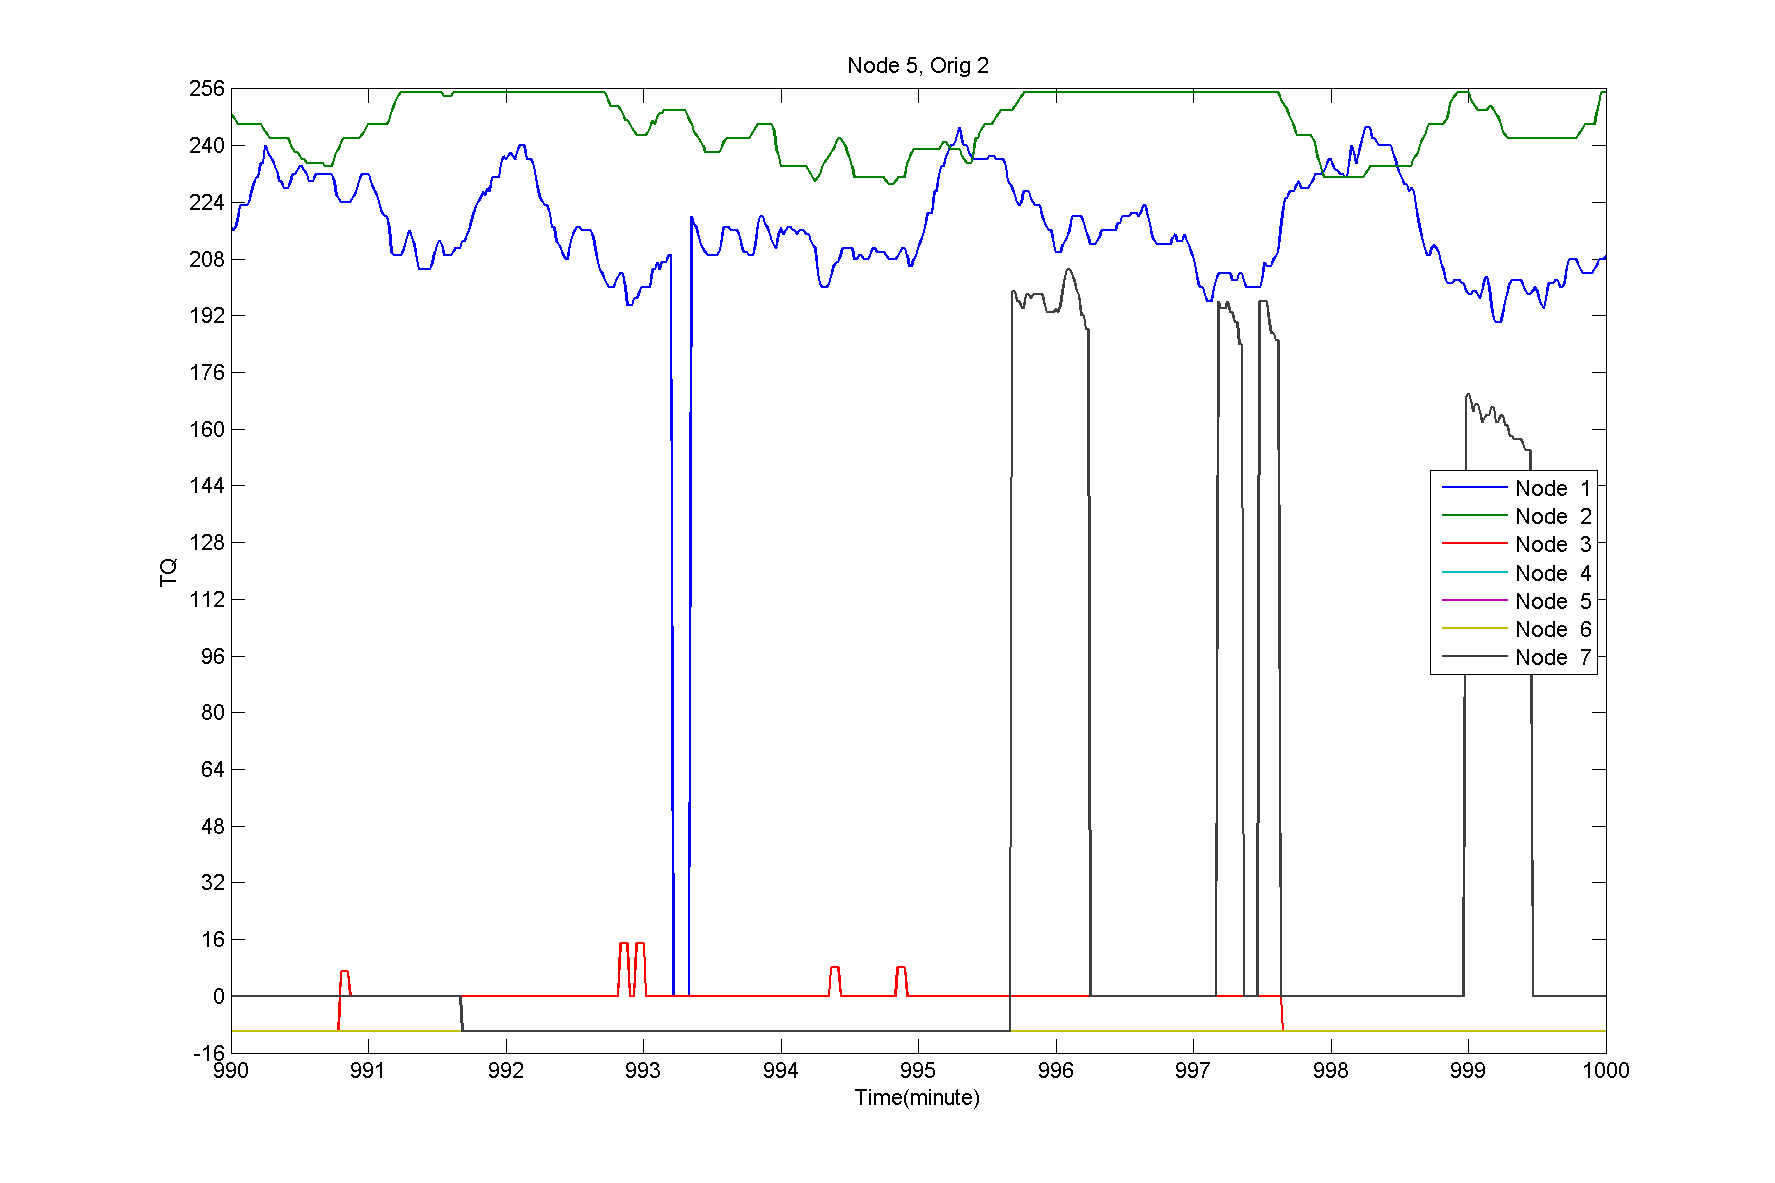 Node 5, Orig 2
256
240
224
208
192
176
160
144
128
112
96
80
64
48
32
16
0
-16
TQ
Node 1
Node 2
Node 3
Node 4
Node 5
Node 6
Node 7
990 991 992 993 994 995 996 997 998 999 1000
Time(minute)